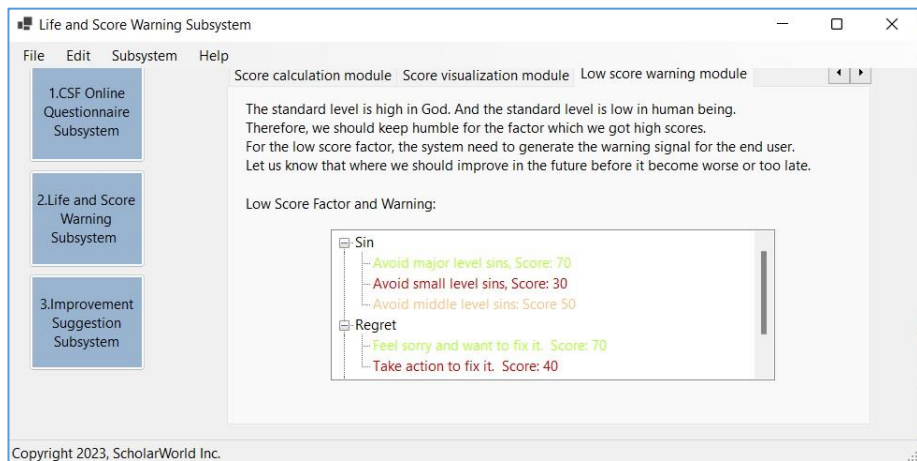 Life and Score Warning Subsystem
File Edit Subsystem Help
1.CSF Online
Questionnaire
Subsystem
2.Life and Score
Warning
Subsystem
3.Improvement
Suggestion
Subsystem
Score calculation module Score visualization module Low score warning module
The standard level is high in God. And the standard level is low in human being.
Therefore, we should keep humble for the factor which we got high scores.
For the low score factor, the system need to generate the warning signal for the end user.
Let us know that where we should improve in the future before it become worse or too late.
Low Score Factor and Warning:
Sin
Avoid major level sins, Score: 70
Avoid small level sins, Score: 30
Avoid middle level sins: Score 50
Regret
Feel sorry and want to fix it. Score: 70
Take action to fix it. Score: 40
Copyright 2023, ScholarWorld Inc.